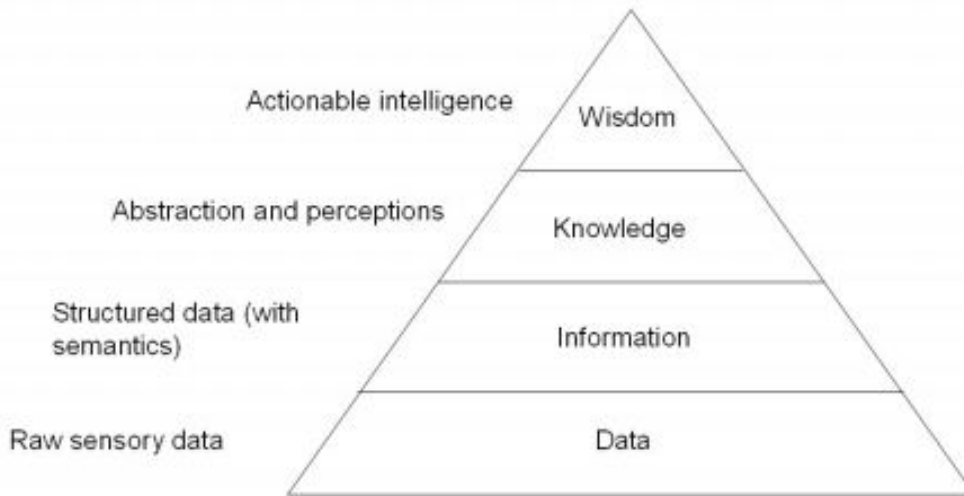 Actionable intelligence
Wisdom
Abstraction and perceptions
Knowledge
Structured data (with
semantics)
Information
Raw sensory data
Data